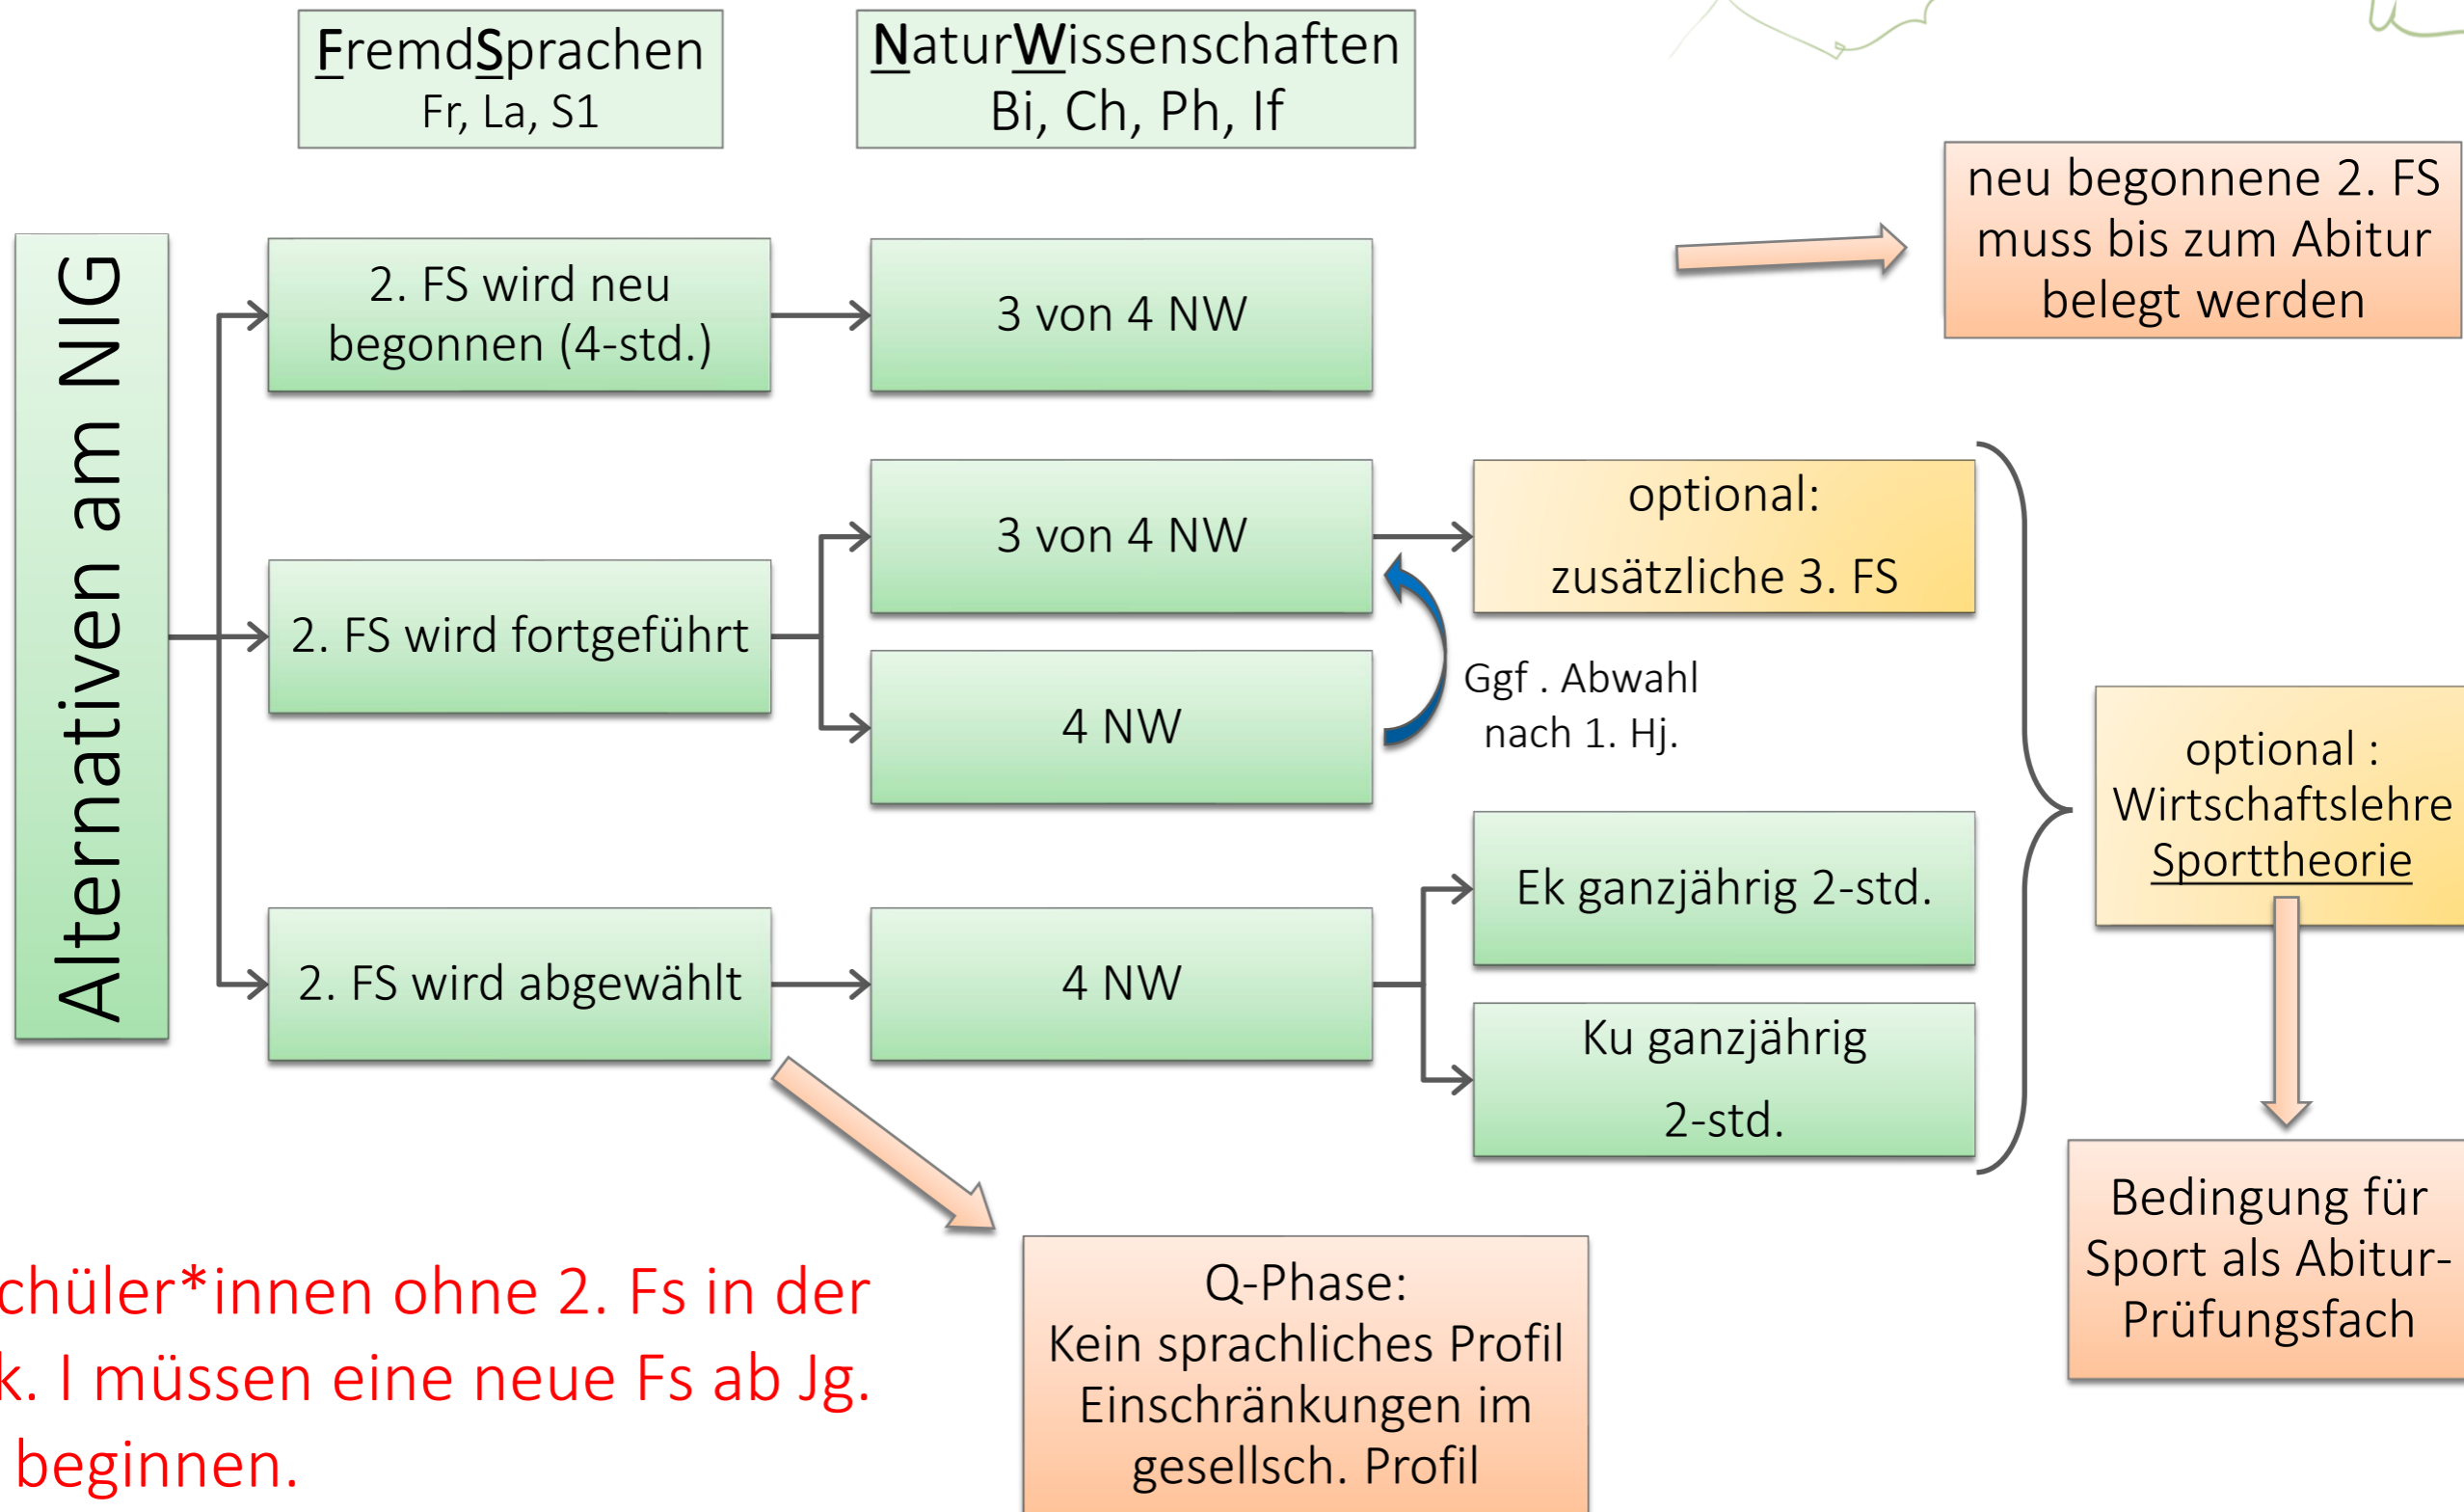 FremdSprachen
Fr, La, S1
NaturWissenschaften
Bi, Ch, Ph, If
neu begonnene 2. FS
muss bis zum Abitur
belegt werden
Alternativen am NIG
2. FS wird neu
begonnen (4-std.)
3 von 4 NW
2. FS wird fortgeführt
3 von 4 NW
optional:
zusätzliche 3. FS
4 NW
Ggf . Abwahl
nach 1. Hj.
2. FS wird abgewählt
4 NW
Ek ganzjährig 2-std.
Ku ganzjährig
2-std.
optional :
Wirtschaftslehre
Sporttheorie
Bedingung für
Sport als Abitur-
Prüfungsfach
Q-Phase:
Kein sprachliches Profil
Einschränkungen im
gesellsch. Profil
chüler*innen ohne 2. Fs in der
k. I müssen eine neue Fs ab Jg.
beginnen.